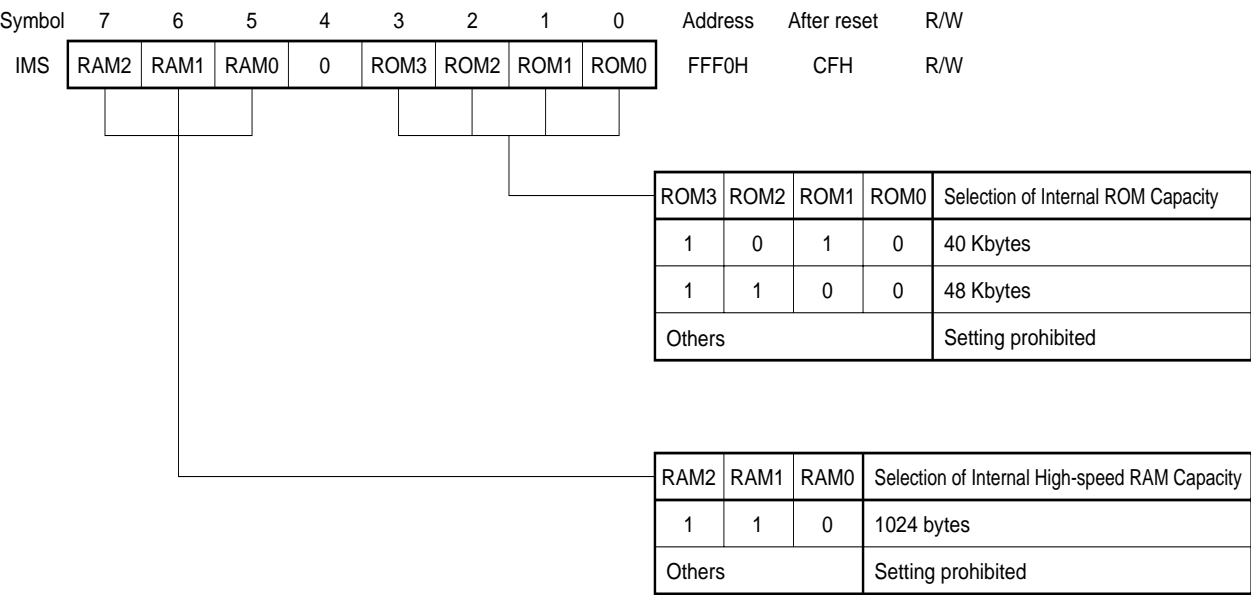 Symbol 7 6 5 4 3 2 1 0 Address After reset R/W
IMS RAM2 RAM1 RAM0 0 ROM3 ROM2 ROM1 ROM0 FFF0H CFH R/W
ROM3 ROM2 ROM1 ROM0 Selection of Internal ROM Capacity
1 0 1 0 40 Kbytes
1 1 0 0 48 Kbytes
Others Setting prohibited
RAM2 RAM1 RAM0 Selection of Internal High-speed RAM Capacity
1 1 0 1024 bytes
Others Setting prohibited